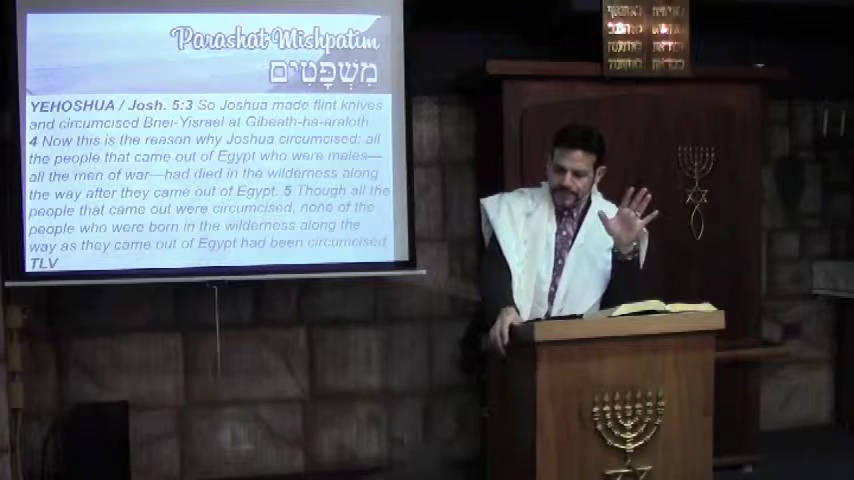 Parashat Mishpatim
מִשְׁפָּטִים
YEHOSHUA / Josh. 5:3 So Joshua made flint knives
and circumcised Bnei-Yisrael at Gibeath-ha-araloth.
4 Now this is the reason why Joshua circumcised: all
the people that came out of Egypt who were males—
all the men of war—had died in the wilderness along
the way after they came out of Egypt. 5 Though all the
people that came out were circumcised, none of the
people who were born in the wilderness along the
way as they came out of Egypt had been circumcised.
TLV